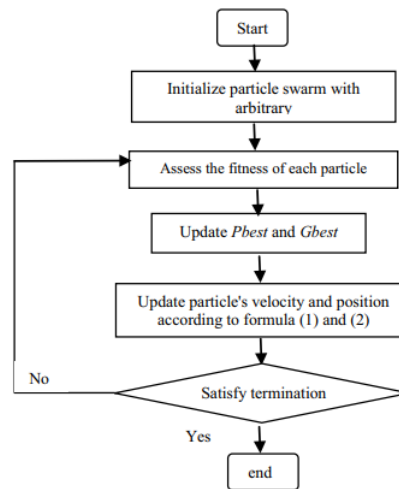 Start
Initialize particle swarm with
arbitrary
Assess the fitness of each particle
Update Pbest and Gbest
Update particle's velocity and position
according to formula (1) and (2)
No
Satisfy termination
Yes
end